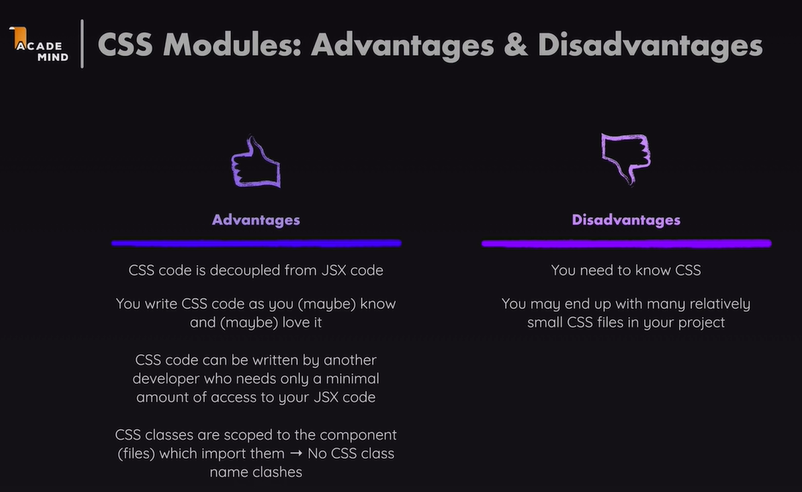 ACADE
MIND
CSS Modules: Advantages & Disadvantages
Advantages
CSS code is decoupled from JSX code
You write CSS code as you (maybe) know
and (maybe) love it
CSS code can be written by another
developer who needs only a minimal
amount of access to your JSX code
CSS classes are scoped to the component
(files) which import them → No CSS class
name clashes
Disadvantages
You need to know CSS
You may end up with many relatively
small CSS files in your project